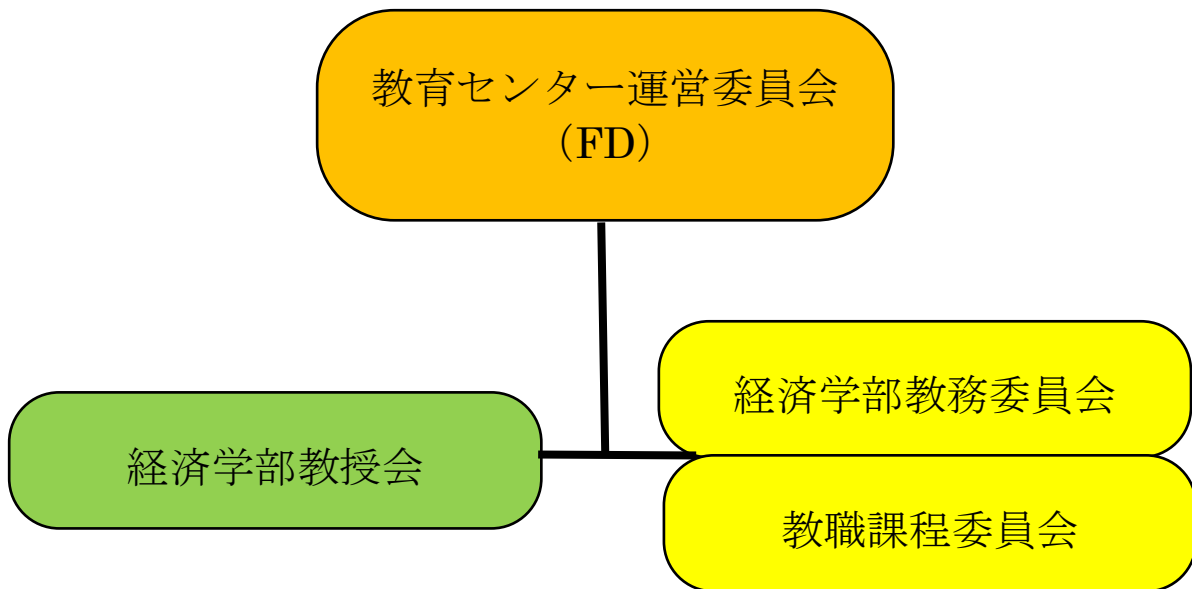 教育センター運営委員会
（FD）
経済学部教務委員会
経済学部教授会
教職課程委員会